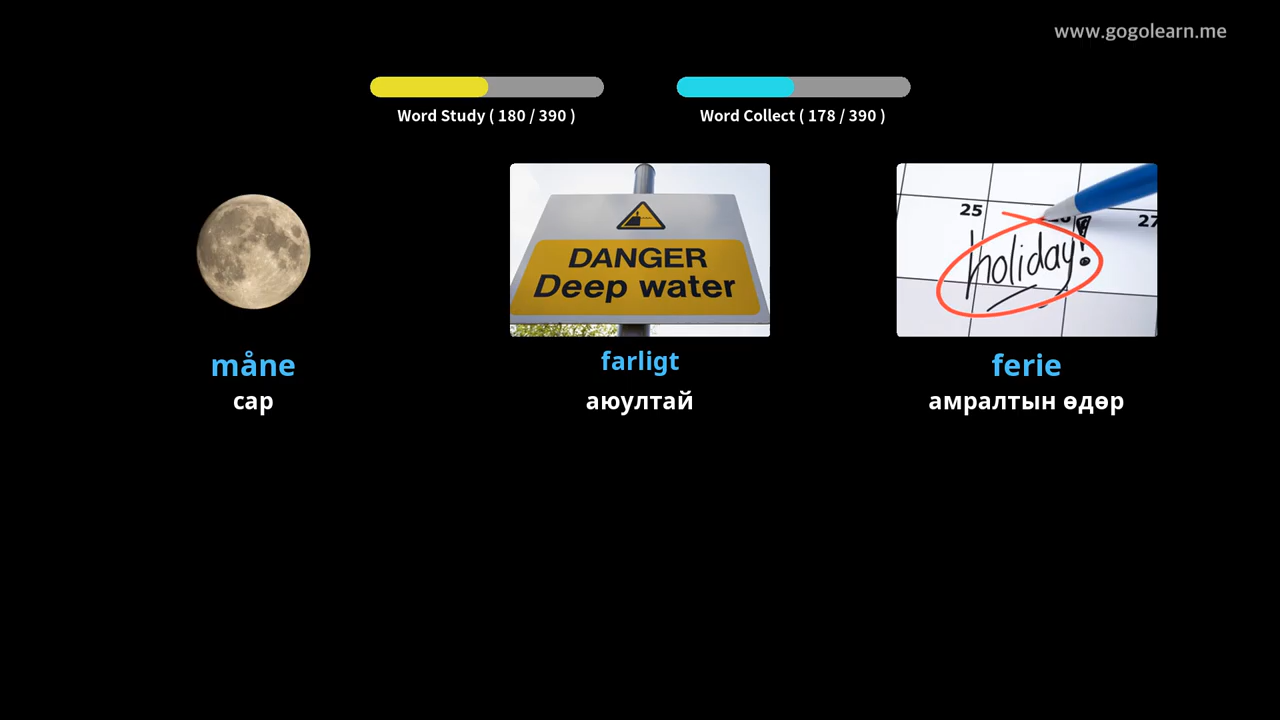 www.gogolearn.me
Word Study ( 180 / 390 )
Word Collect ( 178 / 390 )
DANGER
Deep water
25
27
holiday!
måne
farligt
ferie
сар
аюултай
амралтын өдөр